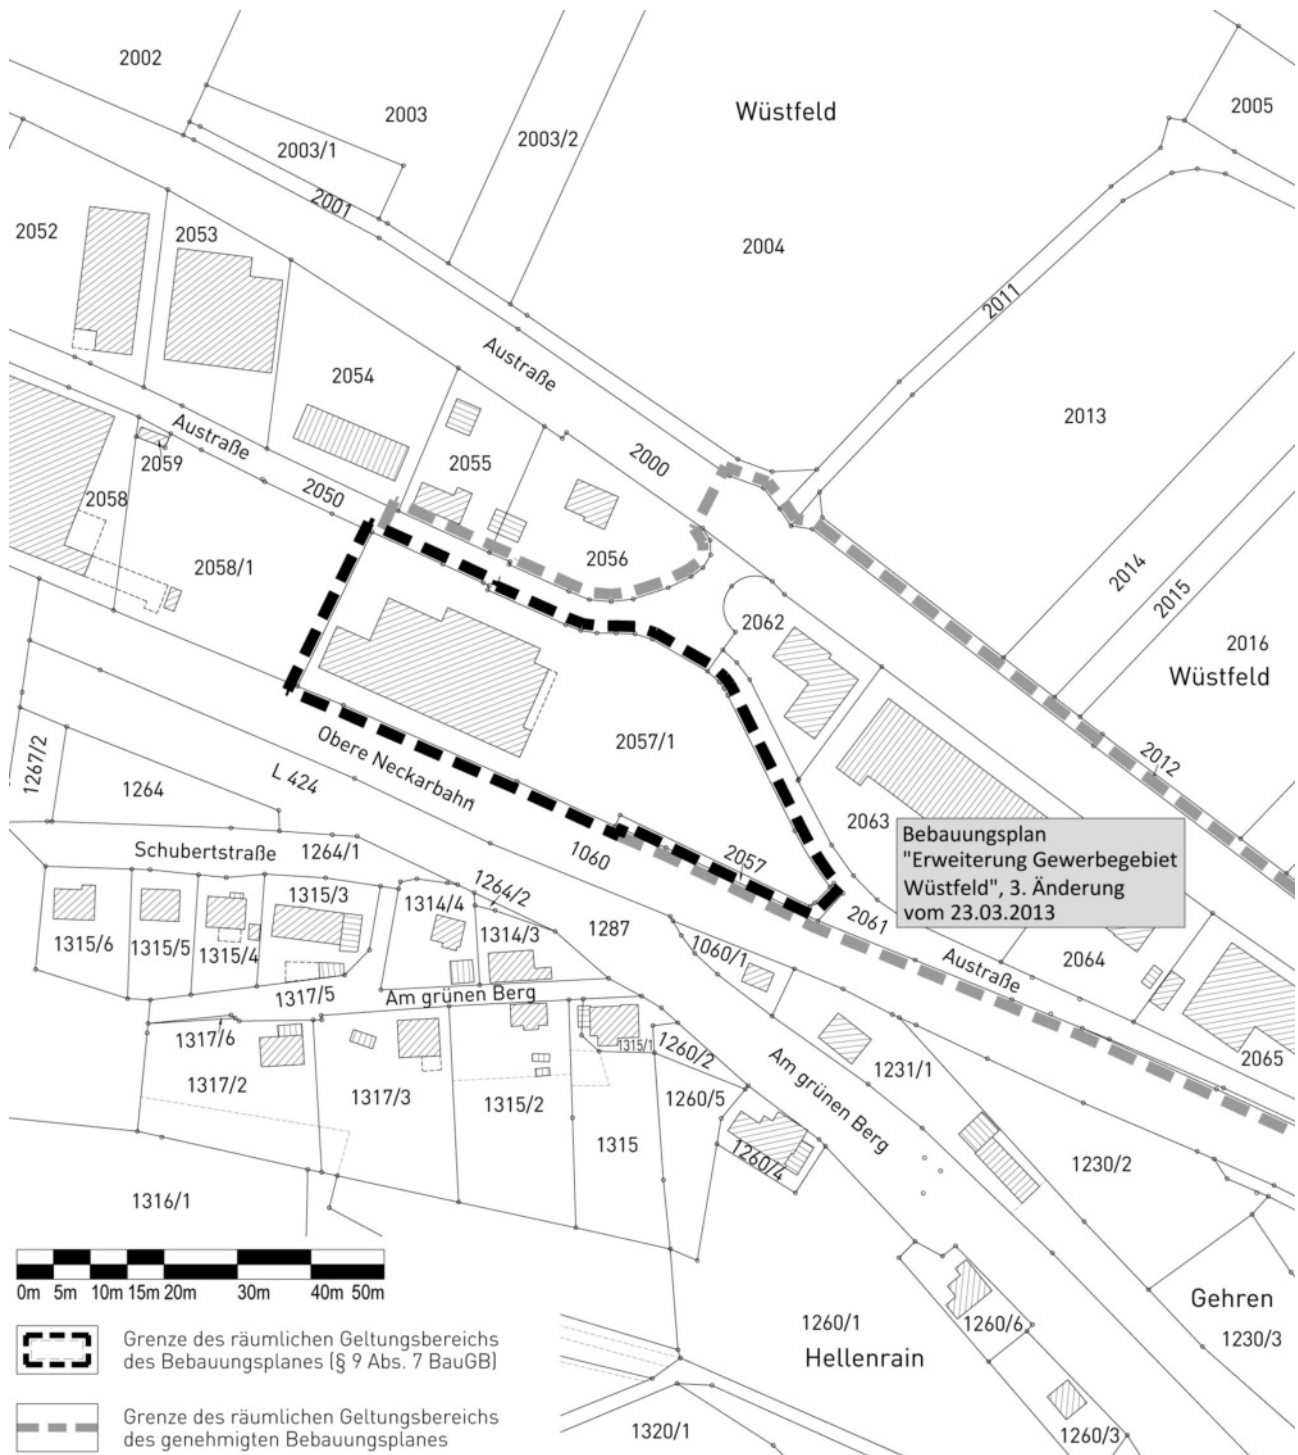 2002
2003
Wüstfeld
2005
2003/1
2003/2
2001
2052
2053
2004
2011
Austraße
2054
2013
Austraße
2055
2000
2059
2058
2050
2056
2014
2058/1
2015
2062
2016
Wüstfeld
2057/1
2012
1267/2
Obere Neckarbahn
L 424
1264
2063
Bebauungsplan
"Erweiterung Gewerbegebiet
Wüstfeld", 3. Änderung
vom 23.03.2013
Schubertstraße
1264/1
1060
2057
1264/2
1315/3
1314/4
1287
2061
1315/6
1315/5
1315/4
1314/3
1060/1
Austraße
2064
1317/5
Am grünen Berg
1317/6
1315/1
1260/2
Am grünen Berg
1231/1
2065
1317/2
1317/3
1315/2
1260/5
1315
1260/4
1230/2
1316/1
0m 5m 10m 15m 20m 30m 40m 50m
Gehren
1260/1
1260/6
1230/3
Hellenrain
Grenze des räumlichen Geltungsbereichs
des Bebauungsplanes (§ 9 Abs. 7 BauGB)
Grenze des räumlichen Geltungsbereichs
des genehmigten Bebauungsplanes
1320/1
1260/3